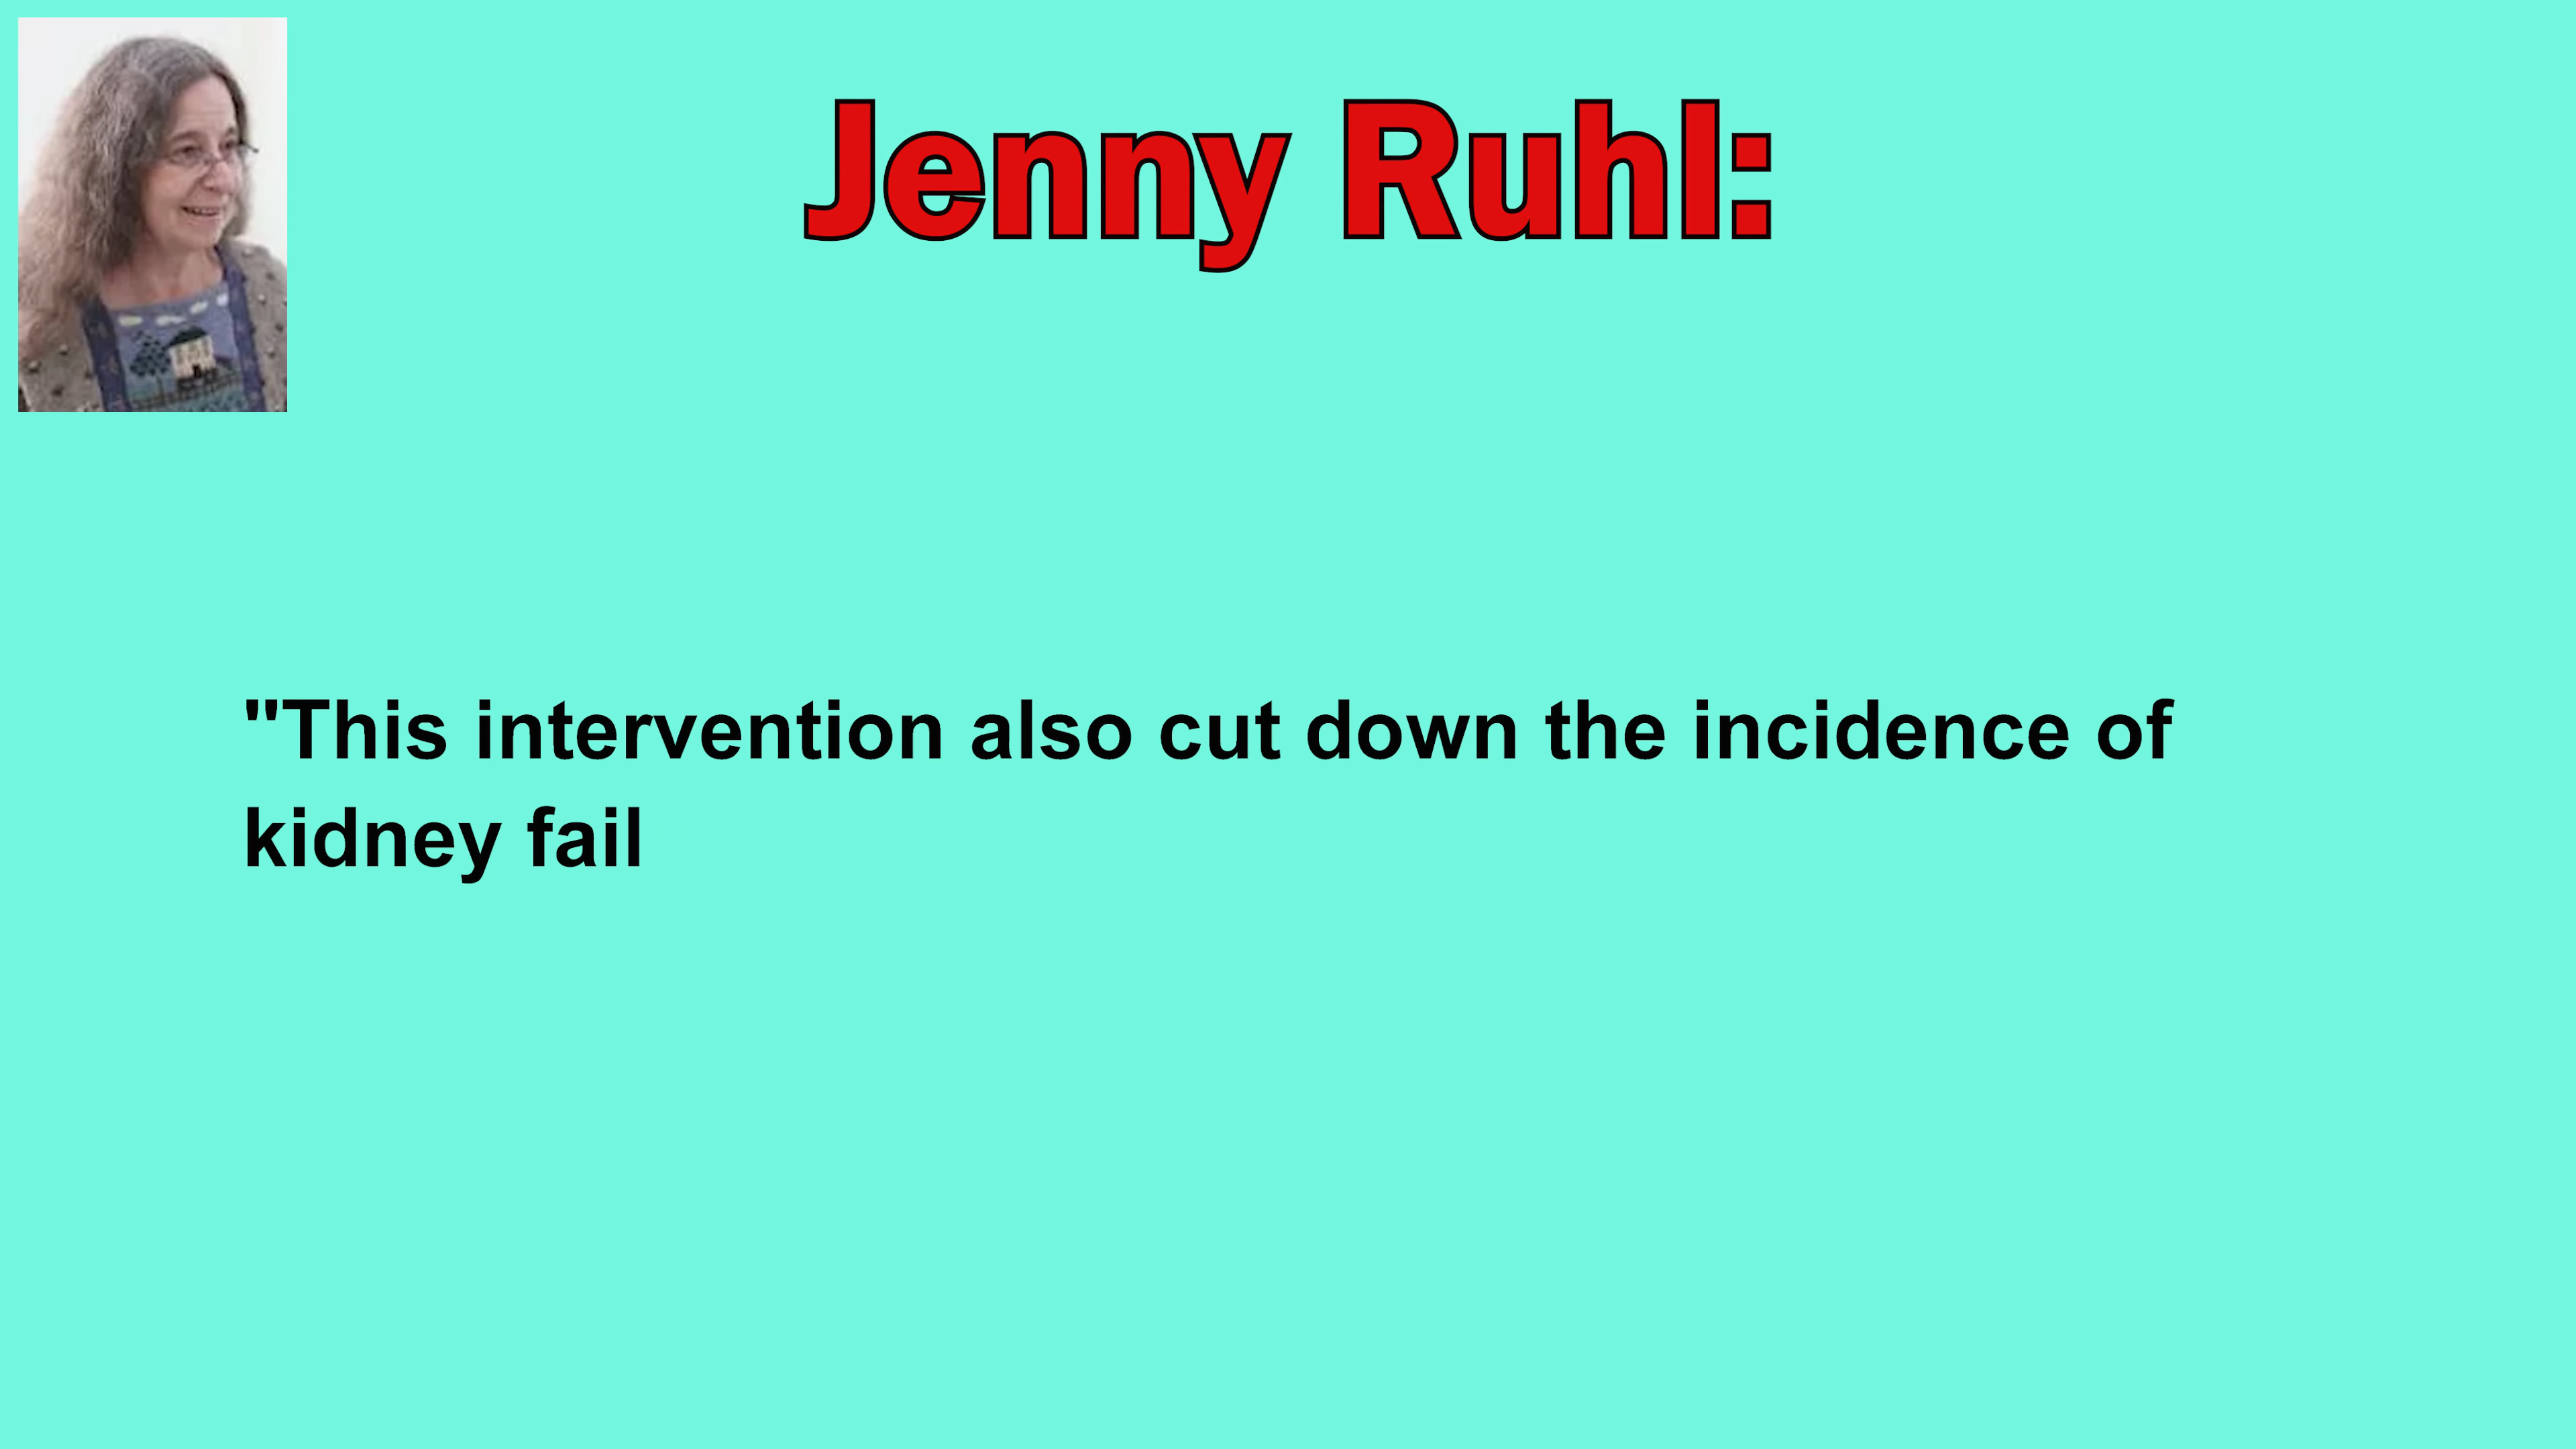 Jenny Ruhl:
"This intervention also cut down the incidence of
kidney fail